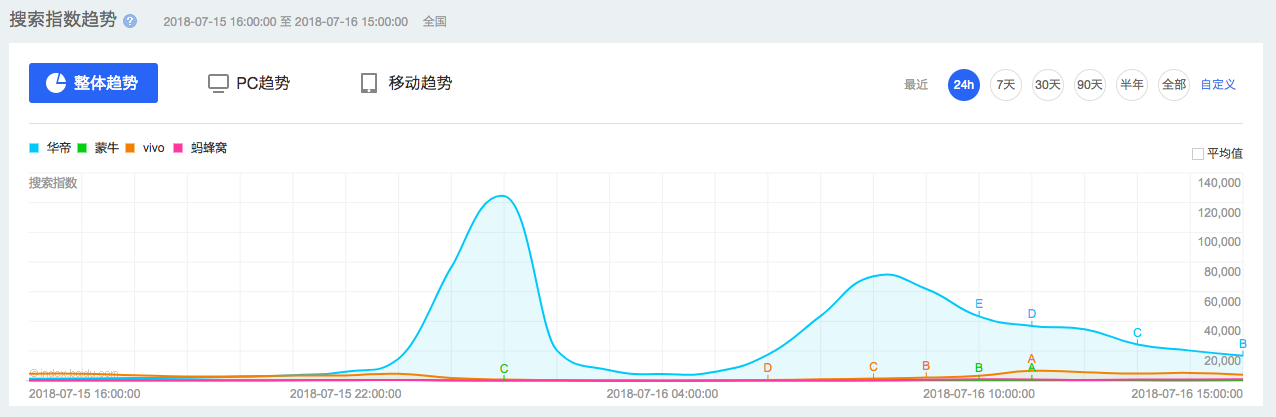 搜索指数趋势 ? 2018-07-15 16:00:00 至 2018-07-16 15:00:00 全国
整体趋势 PC趋势 移动趋势 最近 24h 7天 30天 90天 半年 全部 自定义
华帝 蒙牛 vivo 蚂蜂窝 平均值
搜索指数 140,000
120,000
100,000
80,000
60,000
E
D
40,000
C
B
20,000
A
C D C B B A
© index.baidu.com
2018-07-15 16:00:00 2018-07-15 22:00:00 2018-07-16 04:00:00 2018-07-16 10:00:00 2018-07-16 15:00:00